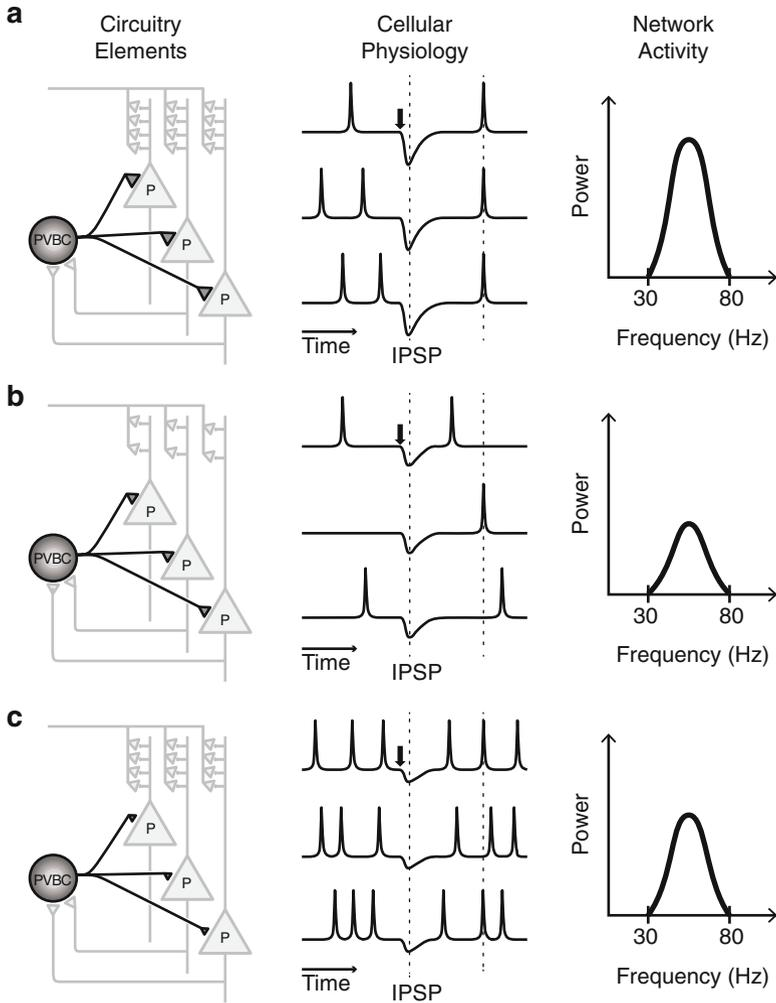 a
Circuitry
Elements
Cellular
Physiology
Network
Activity
P
PVBC
P
P
Time
IPSP
Power
30 80
Frequency (Hz)
b
P
PVBC
P
P
Time
IPSP
Power
30 80
Frequency (Hz)
c
P
PVBC
P
P
Time
IPSP
Power
30 80
Frequency (Hz)